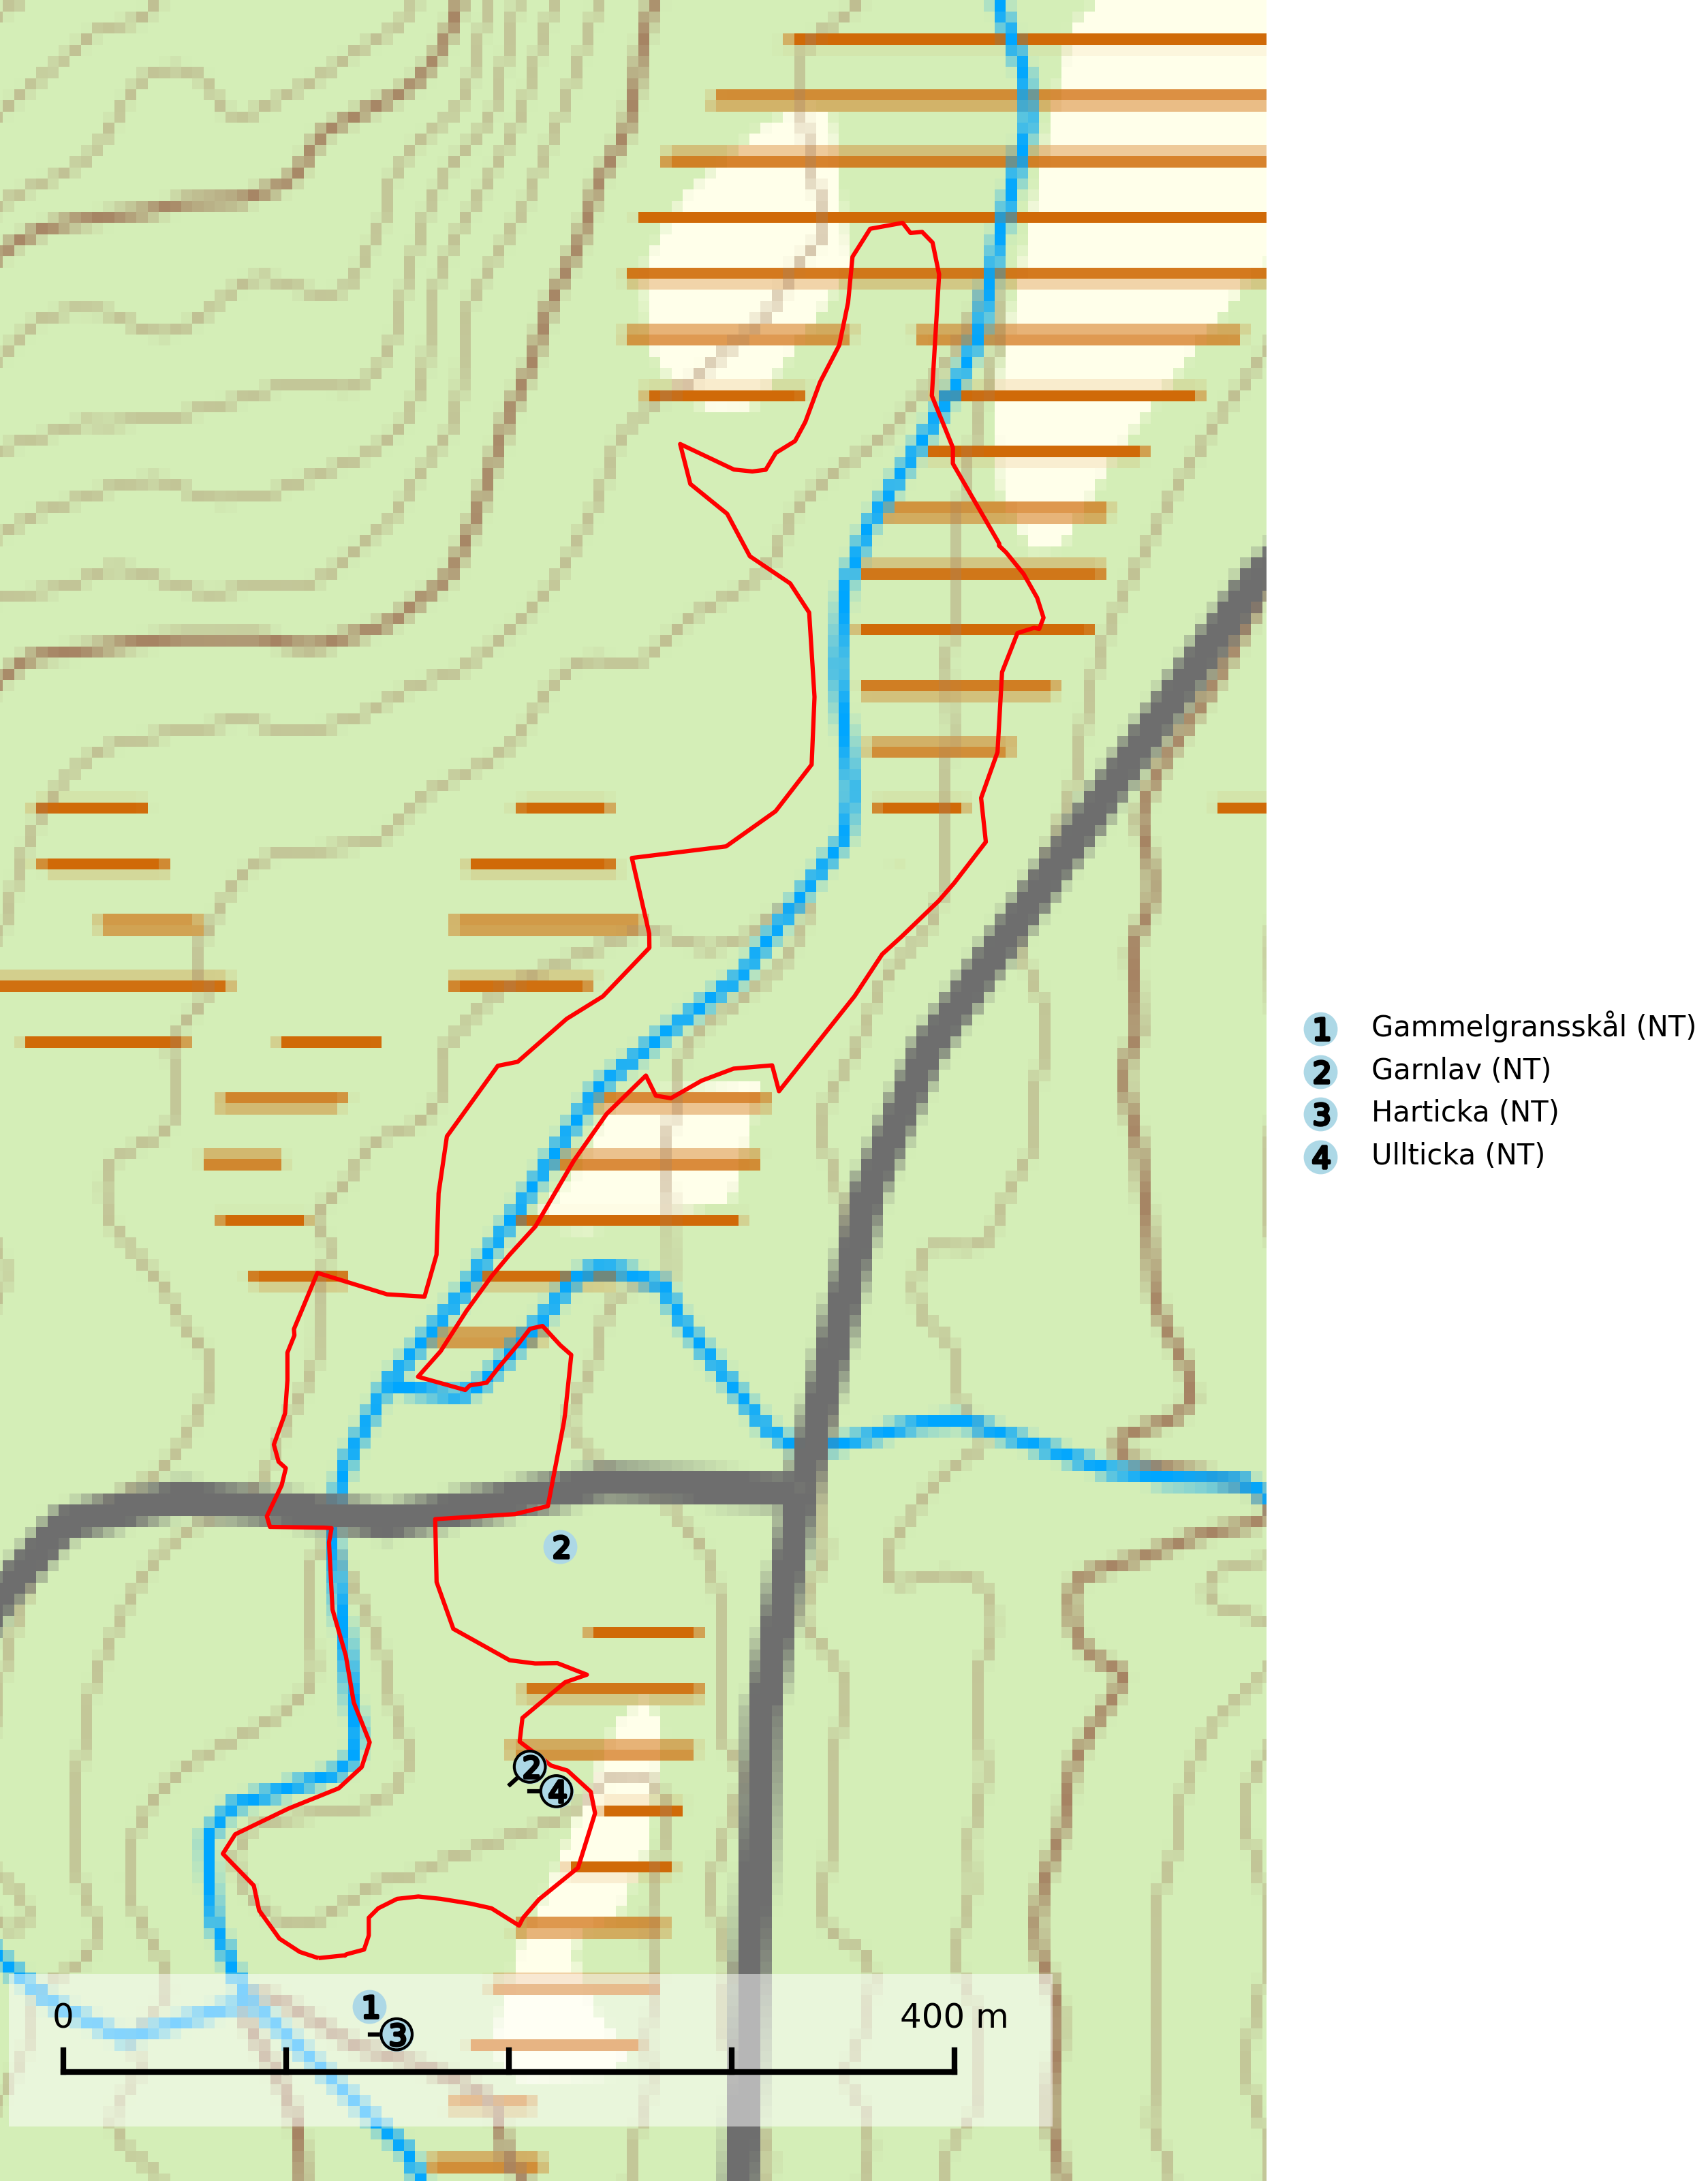 1 Gammelgransskål (NT)
2 Garnlav (NT)
3 Harticka (NT)
4 Ullticka (NT)
2
2
4
1
3
0 400 m